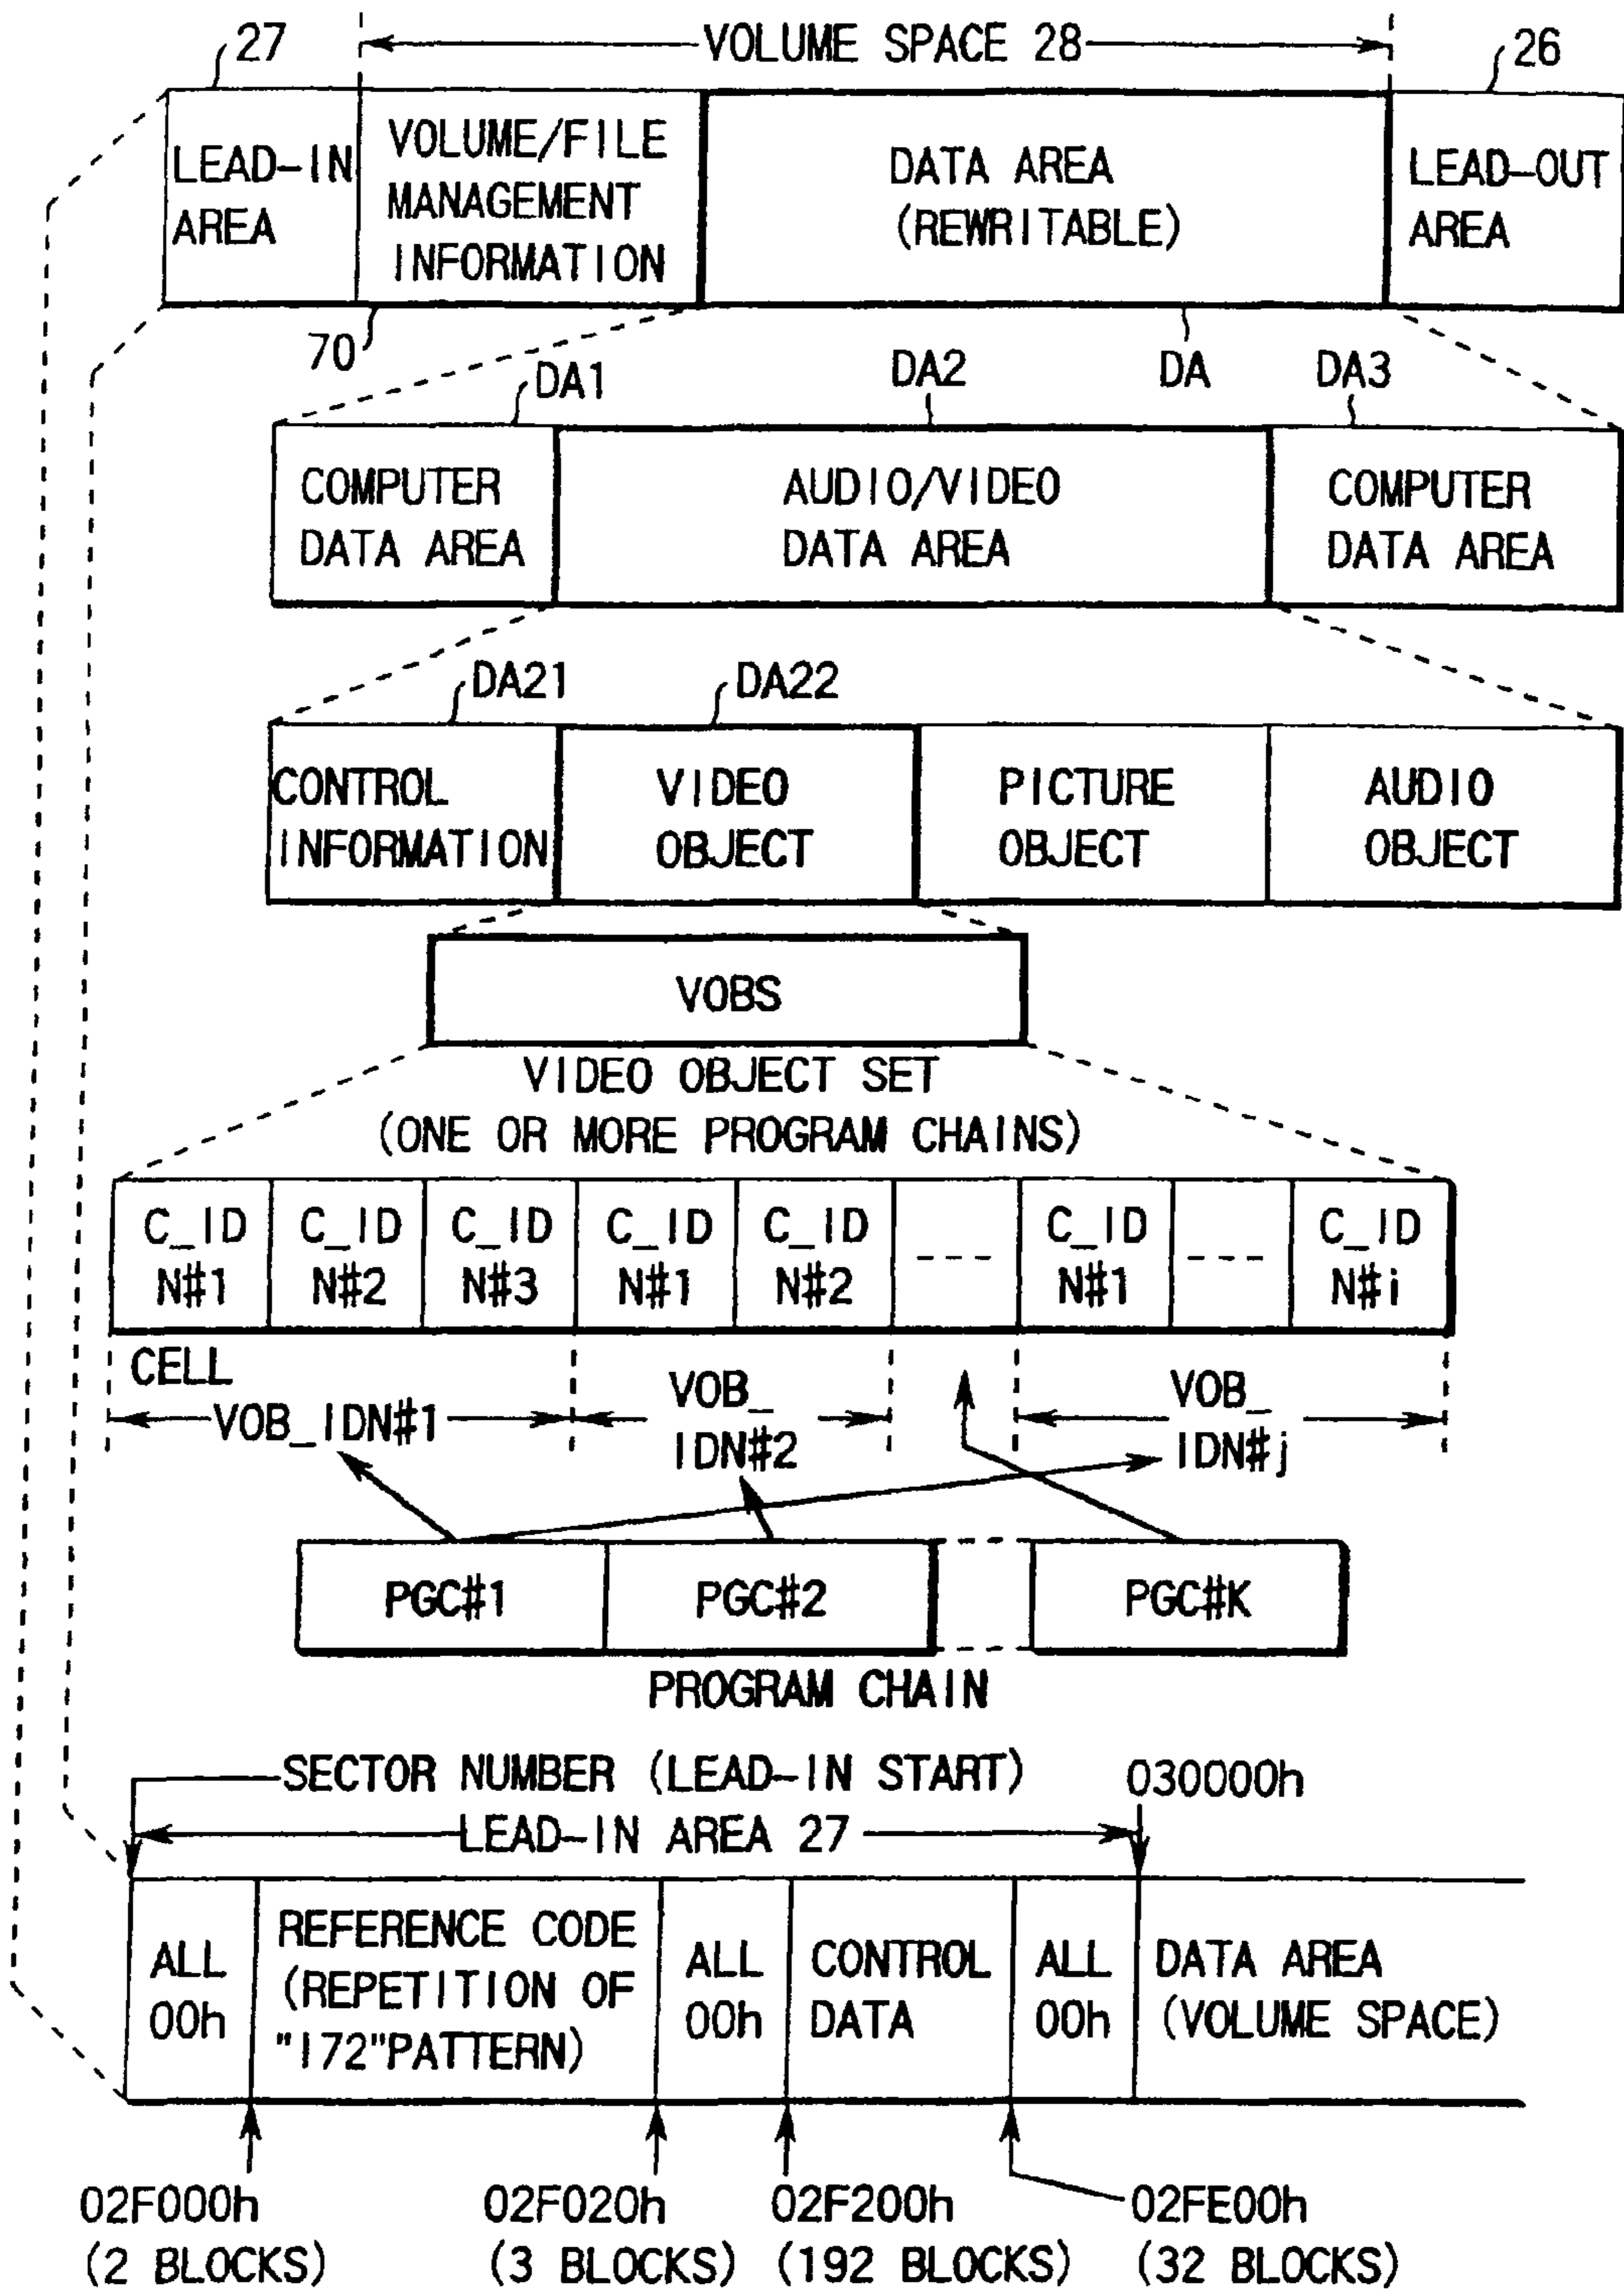 27
VOLUME SPACE 28
26
LEAD-IN
AREA
VOLUME/FILE
MANAGEMENT
INFORMATION
DATA AREA
(REWRITABLE)
LEAD-OUT
AREA
70
DA1
DA2
DA
DA3
COMPUTER
DATA AREA
AUDIO/VIDEO
DATA AREA
COMPUTER
DATA AREA
DA21
DA22
CONTROL
INFORMATION
VIDEO
OBJECT
PICTURE
OBJECT
AUDIO
OBJECT
VOBS
VIDEO OBJECT SET
(ONE OR MORE PROGRAM CHAINS)
C_ID
N#1
C_ID
N#2
C_ID
N#3
C_ID
N#1
C_ID
N#2
----
C_ID
N#1
----
C_ID
N#i
CELL
VOB_IDN#1
VOB_
IDN#2
VOB_
IDN#j
PGC#1
PGC#2
PGC#K
PROGRAM CHAIN
SECTOR NUMBER (LEAD-IN START)
030000h
LEAD-IN AREA 27
ALL
00h
REFERENCE CODE
(REPETITION OF
"172"PATTERN)
ALL
00h
CONTROL
DATA
ALL
00h
DATA AREA
(VOLUME SPACE)
02F000h
(2 BLOCKS)
02F020h
(3 BLOCKS)
02F200h
(192 BLOCKS)
02FE00h
(32 BLOCKS)